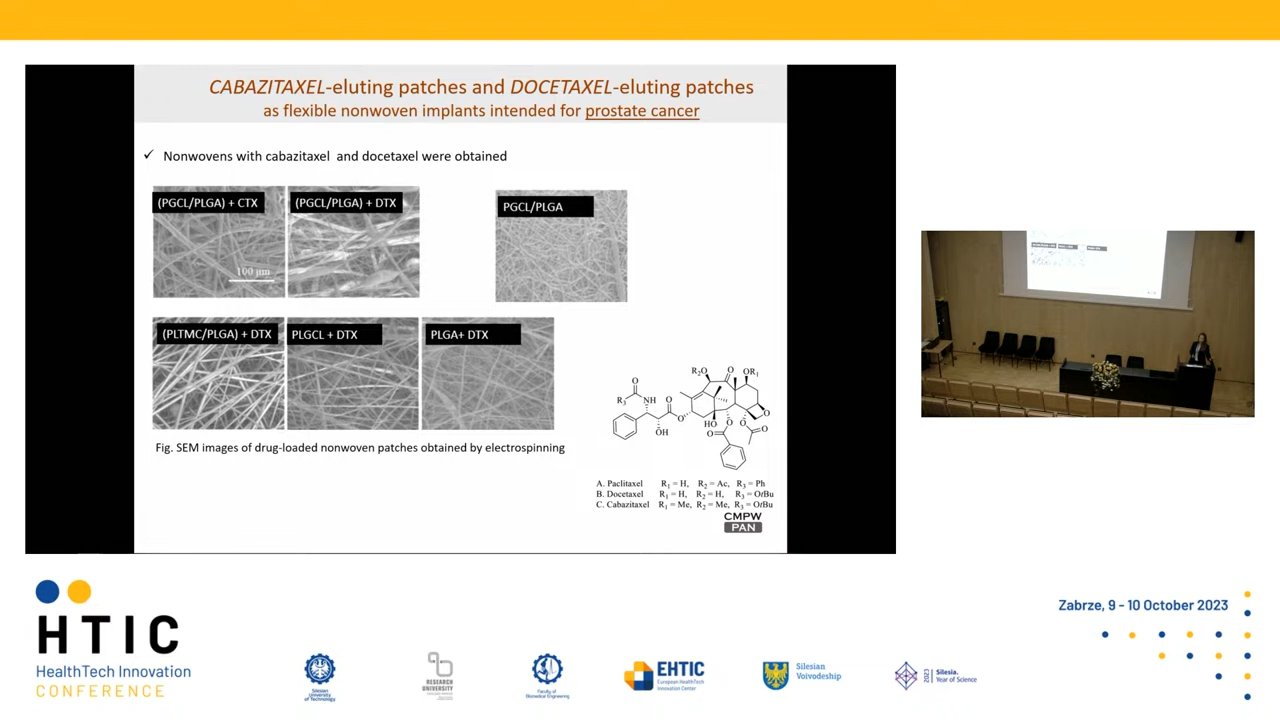 CABAZITAXEL-eluting patches and DOCETAXEL-eluting patches
as flexible nonwoven implants intended for prostate cancer
✓ Nonwovens with cabazitaxel and docetaxel were obtained
(PGCL/PLGA) + CTX
(PGCL/PLGA) + DTX
PGCL/PLGA
100 µm
(PLTMC/PLGA) + DTX
PLGCL + DTX
PLGA+ DTX
Fig. SEM images of drug-loaded nonwoven patches obtained by electrospinning
R₂O
O
OR₁
O
R₃
NH
O
O
OH
HO
O
O
O
O
O
A. Paclitaxel R₁ = H, R₂ = Ac, R₃ = Ph
B. Docetaxel R₁ = H, R₂ = H, R₃ = OtBu
C. Cabazitaxel R₁ = Me, R₂ = Me, R₃ = OtBu
CMPW
PAN
HTIC
HealthTech Innovation
CONFERENCE
Silesian
University
of Technology
RESEARCH
UNIVERSITY
Faculty of
Biomedical Engineering
EHTIC
European HealthTech
Innovation Center
Silesian
Voivodeship
2023
Silesia.
Year of Science
Zabrze, 9 - 10 October 2023